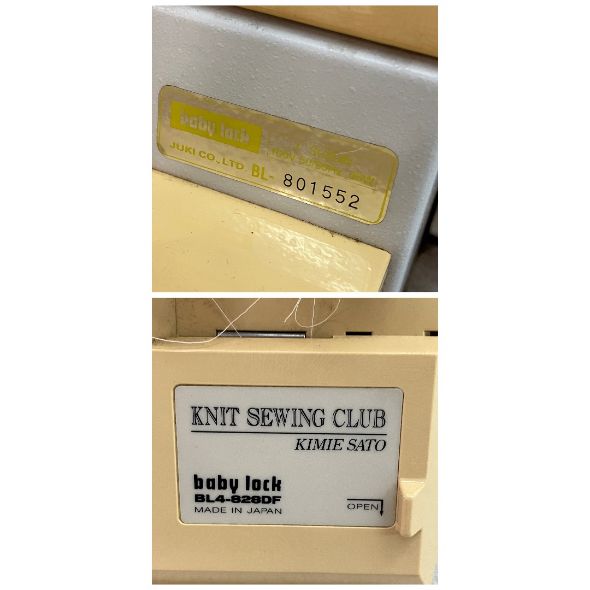 baby lock
JUKI CO., LTD BL- 801552
KNIT SEWING CLUB
KIMIE SATO
baby lock
BL4-828DF
MADE IN JAPAN
OPEN